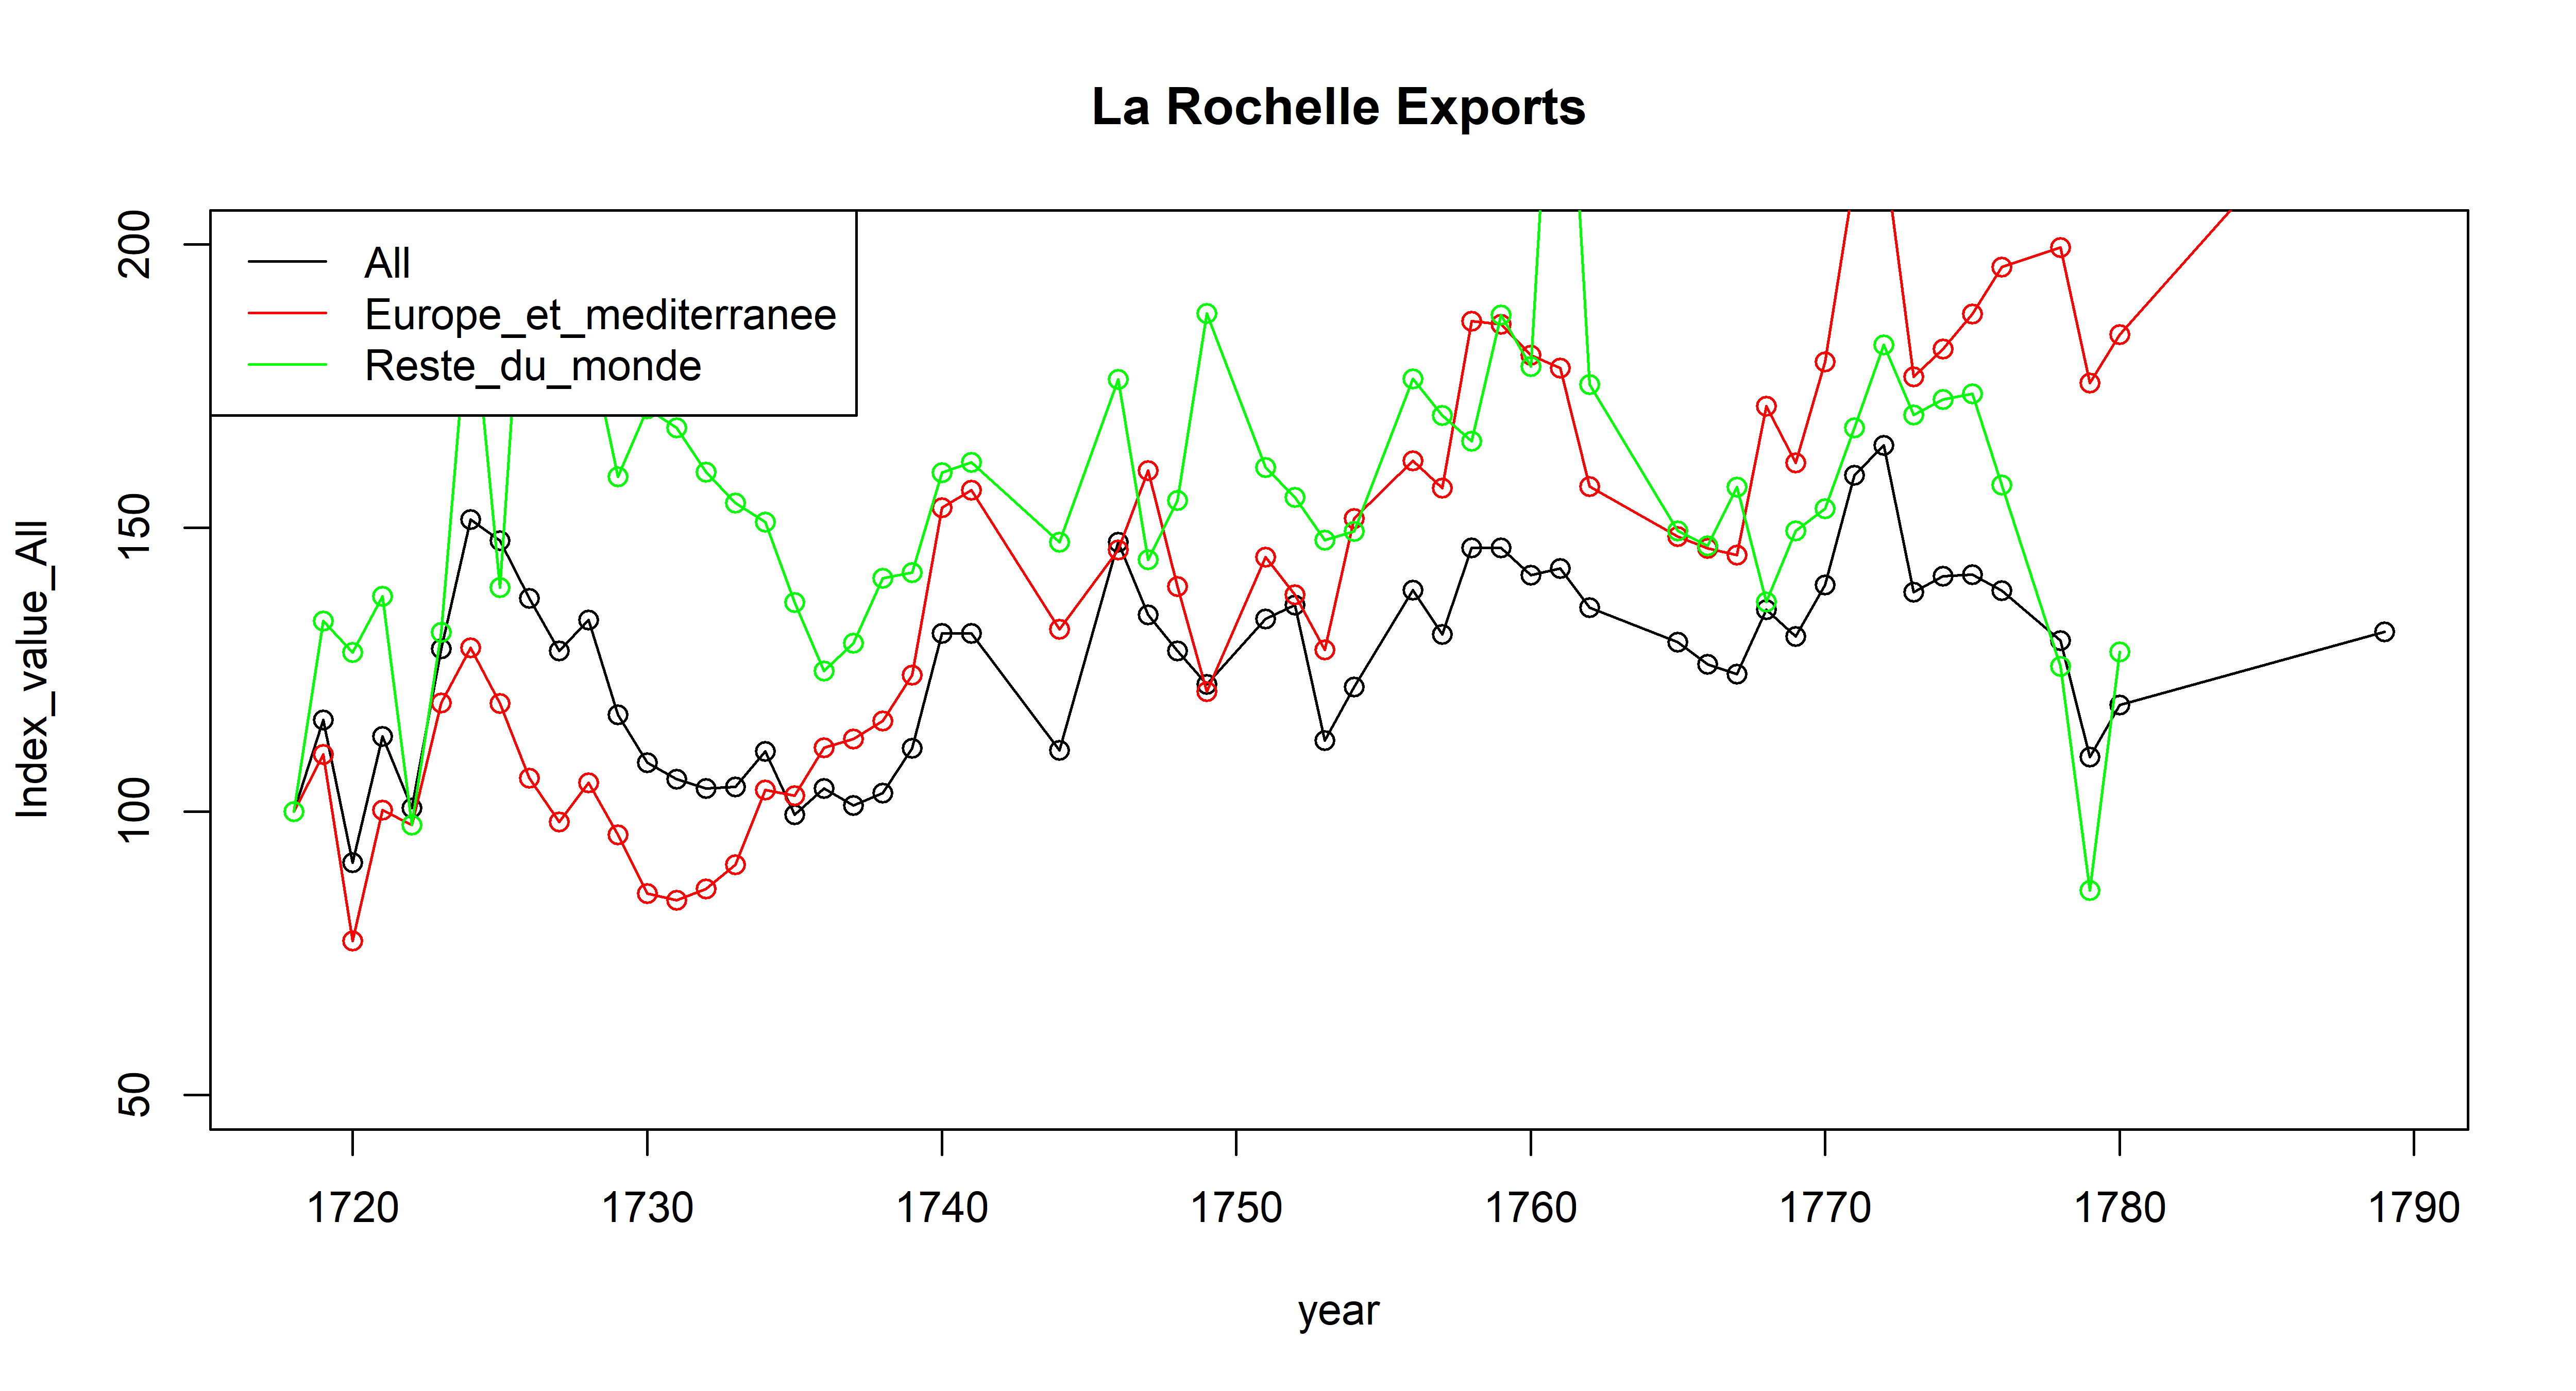 La Rochelle Exports
All
Europe_et_mediterranee
Reste_du_monde
Index_value_All
200
150
100
50
1720 1730 1740 1750 1760 1770 1780 1790
year